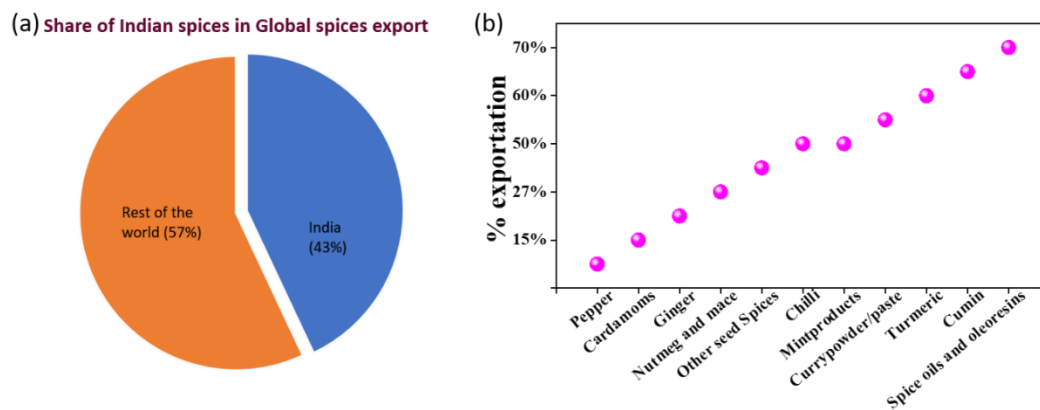 (a) Share of Indian spices in Global spices export
Rest of the
world (57%)
India
(43%)
(b)
% exportation
70%
60%
50%
27%
15%
Pepper
Cardamoms
Ginger
Nutmeg and mace
Other seed Spices
Chilli
Mintproducts
Currypowder/paste
Turmeric
Cumin
Spice oils and oleoresins